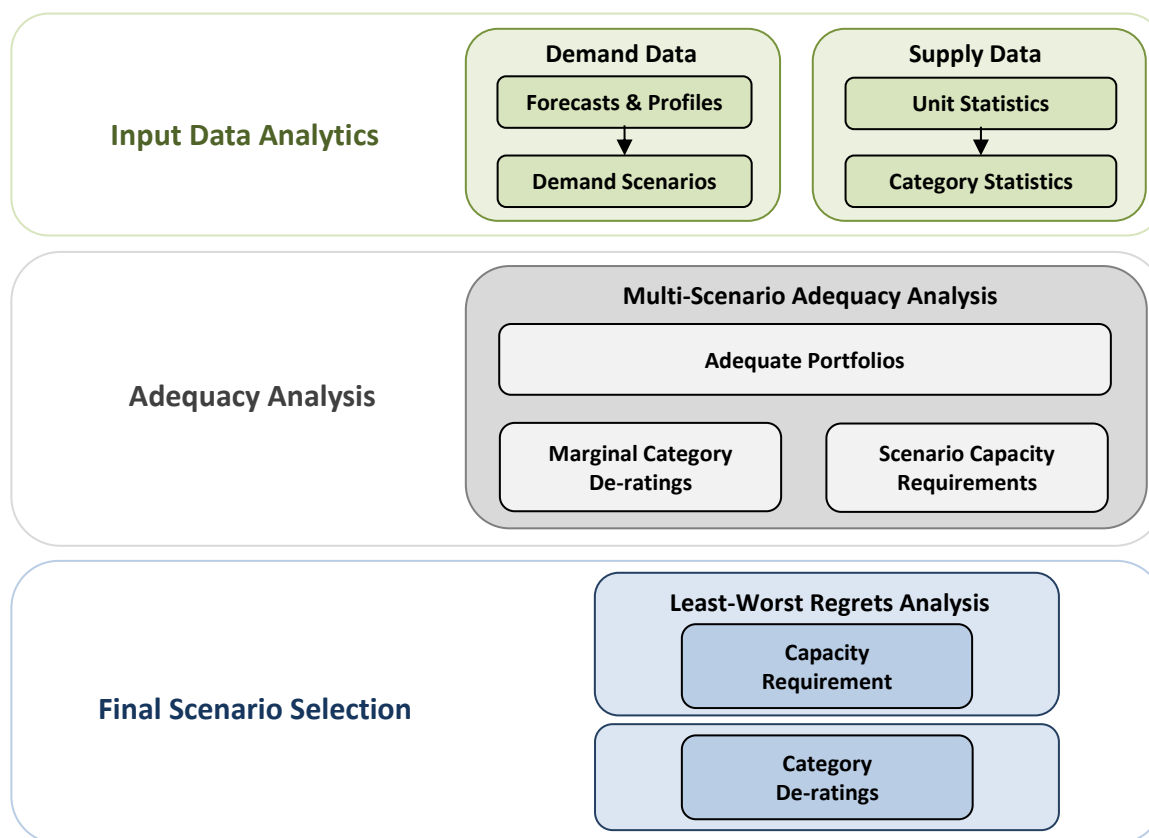 Input Data Analytics
Demand Data
Forecasts & Profiles
Demand Scenarios
Supply Data
Unit Statistics
Category Statistics
Adequacy Analysis
Multi-Scenario Adequacy Analysis
Adequate Portfolios
Marginal Category
De-ratings
Scenario Capacity
Requirements
Final Scenario Selection
Least-Worst Regrets Analysis
Capacity
Requirement
Category
De-ratings